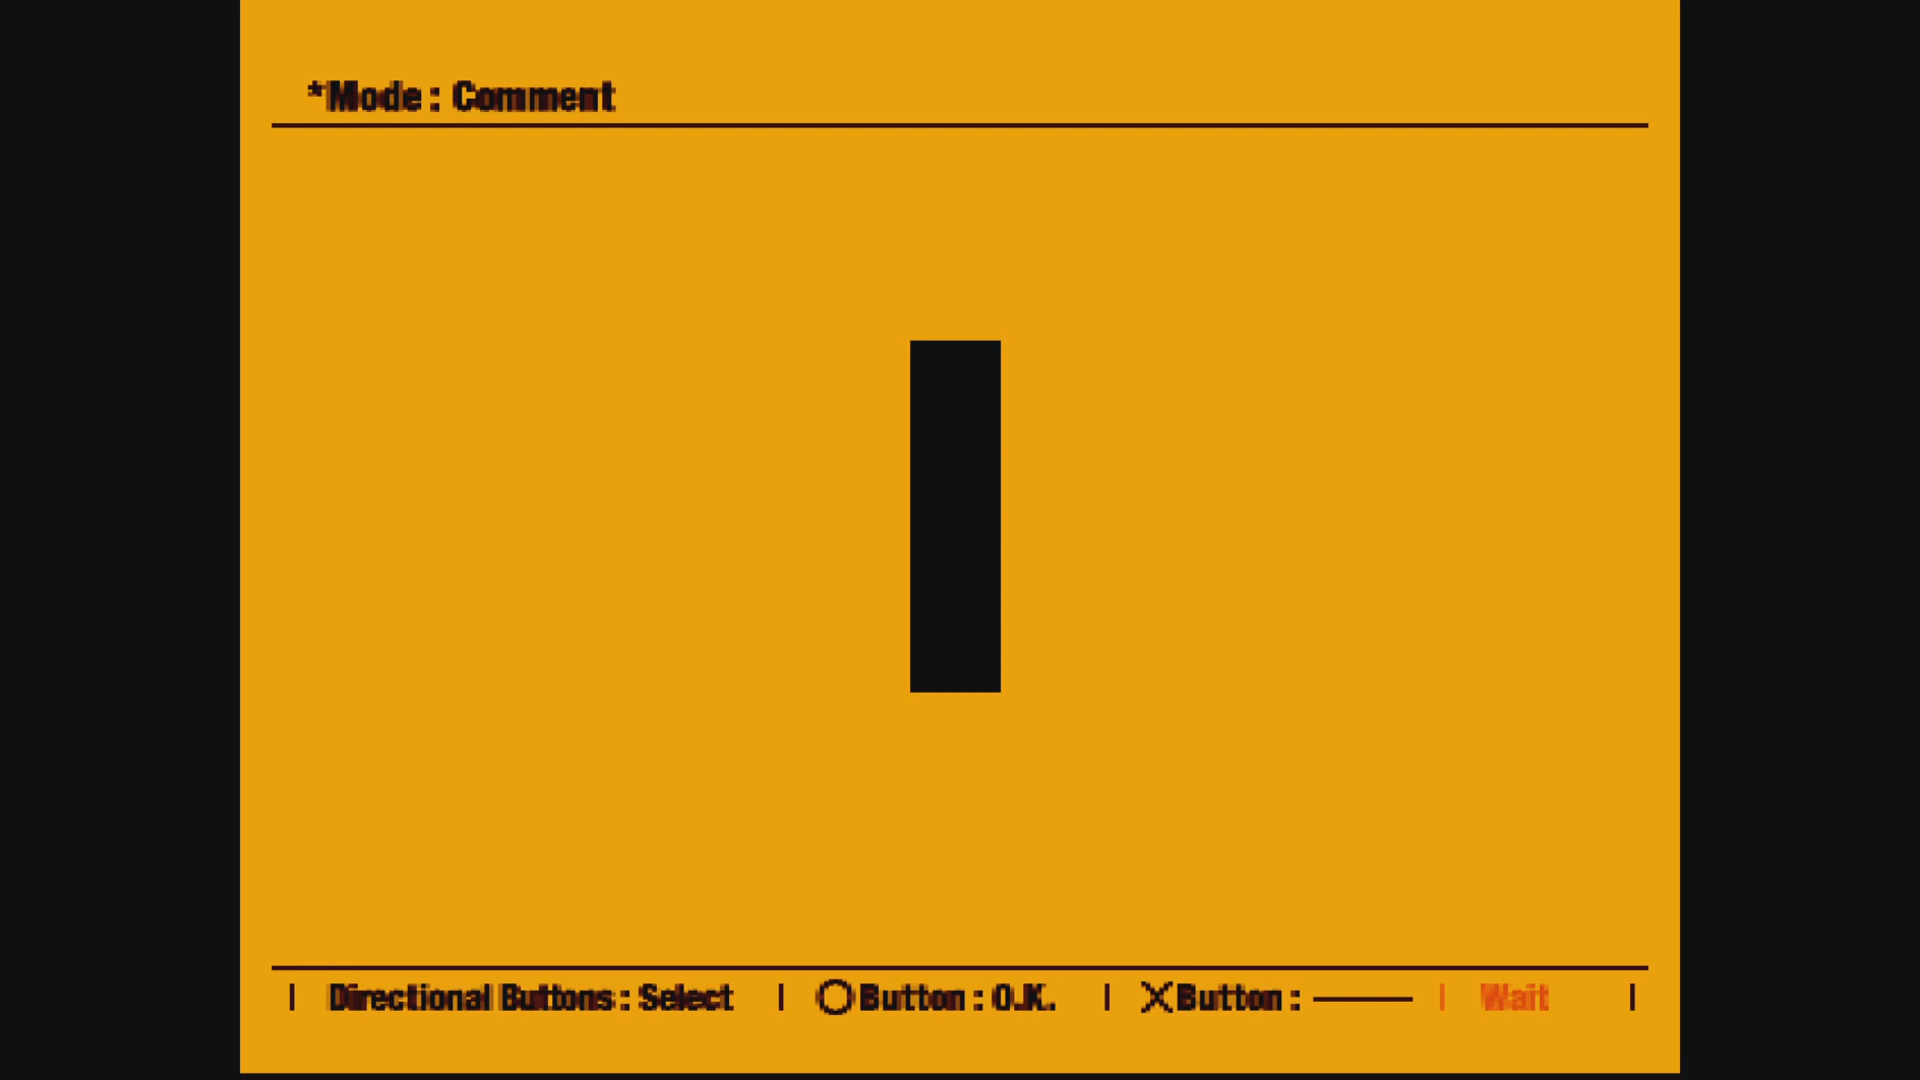 *Mode : Comment
I
| Directional Buttons : Select | ○Button : O.K. | ×Button : —— | Wait |